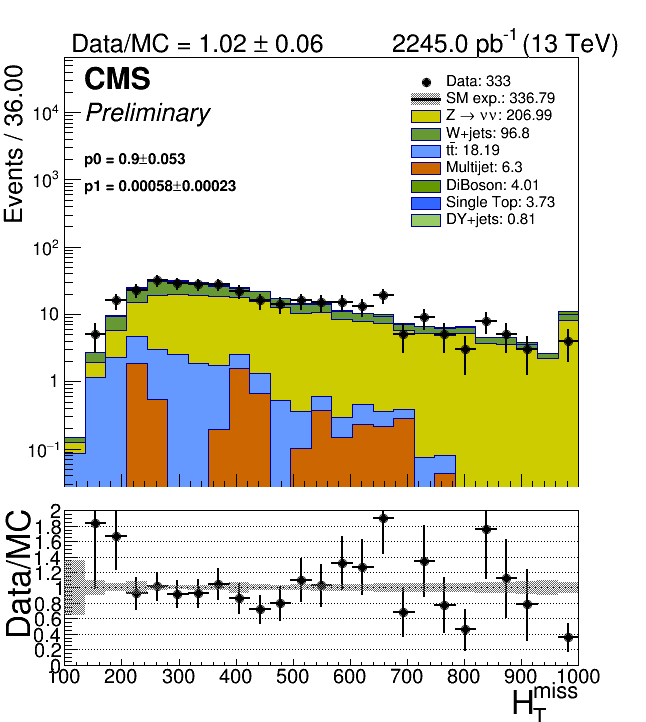 Data/MC = 1.02 ± 0.06 2245.0 pb⁻¹ (13 TeV)
Events / 36.00
CMS
Preliminary
p0 = 0.9±0.053
p1 = 0.00058±0.00023
Data: 333
SM exp.: 336.79
Z → νν: 206.99
W+jets: 96.8
tt̄: 18.19
Multijet: 6.3
DiBoson: 4.01
Single Top: 3.73
DY+jets: 0.81
10⁴
10³
10²
10
1
10⁻¹
Data/MC
2
1.8
1.6
1.4
1.2
1
0.8
0.6
0.4
0.2
0
100 200 300 400 500 600 700 800 900 1000
H_T^miss